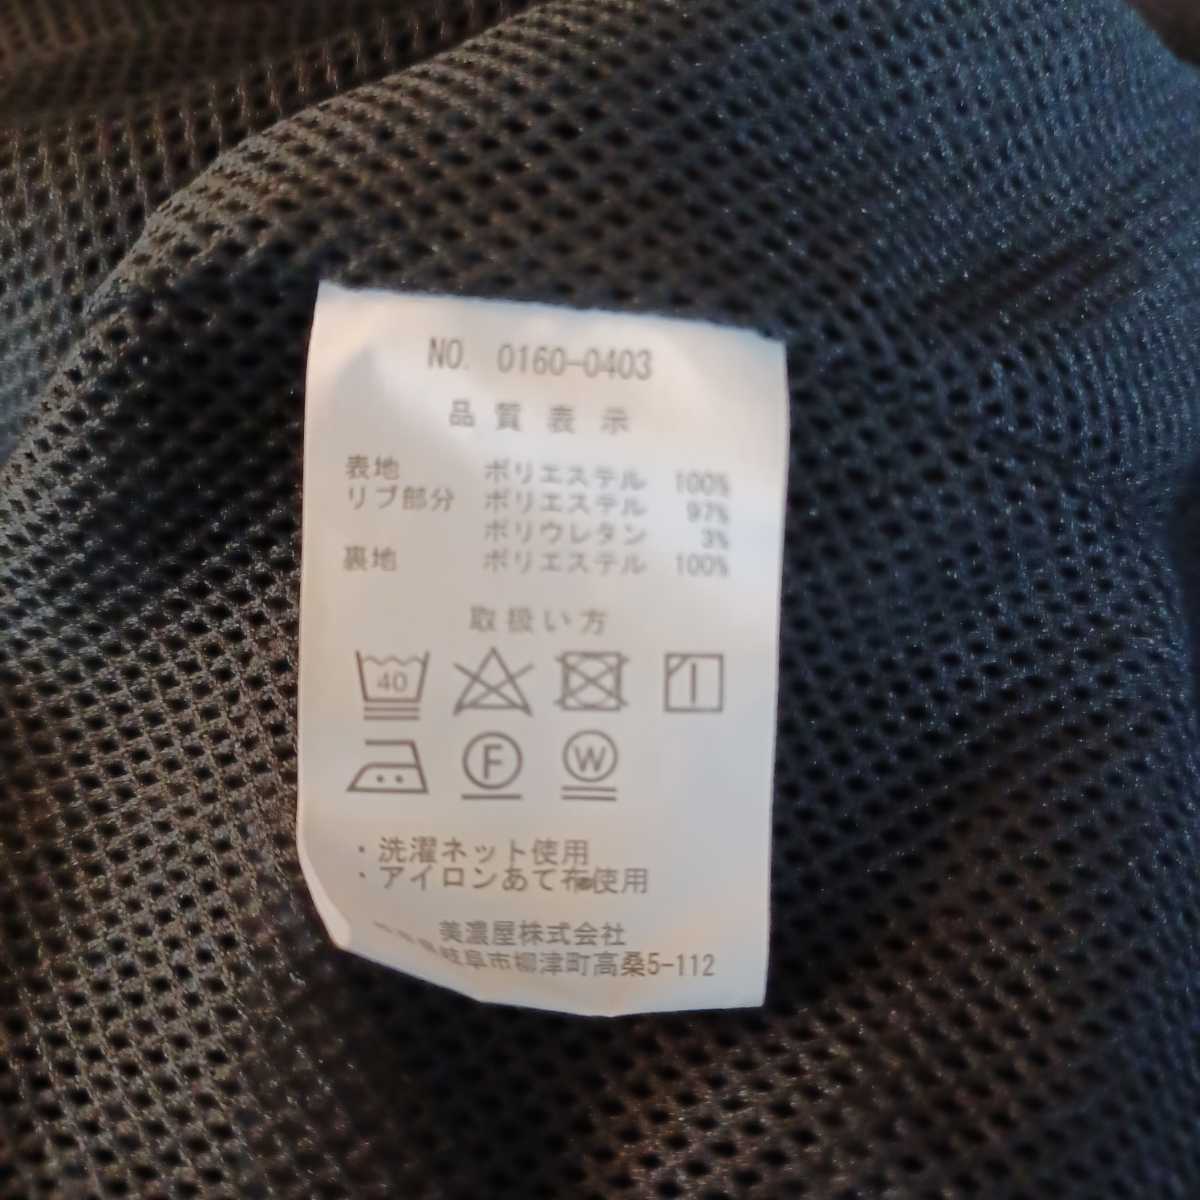 NO. 0160-0403
品質表示
表地 ポリエステル 100%
リブ部分 ポリエステル 97%
ポリウレタン 3%
裏地 ポリエステル 100%
取扱い方
40
F W
・洗濯ネット使用
・アイロンあて布使用
美濃屋株式会社
岐阜市柳津町高桑5-112